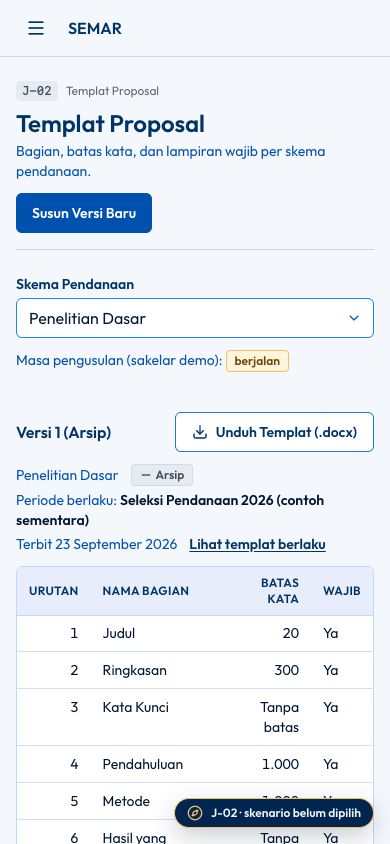 SEMAR
J-02 Templat Proposal
Templat Proposal
Bagian, batas kata, dan lampiran wajib per skema
pendanaan.
Susun Versi Baru
Skema Pendanaan
Penelitian Dasar
Masa pengusulan (sakelar demo): berjalan
Versi 1 (Arsip)
Unduh Templat (.docx)
Penelitian Dasar — Arsip
Periode berlaku: Seleksi Pendanaan 2026 (contoh
sementara)
Terbit 23 September 2026 Lihat templat berlaku
URUTAN NAMA BAGIAN BATAS KATA WAJIB
1 Judul 20 Ya
2 Ringkasan 300 Ya
3 Kata Kunci Tanpa batas Ya
4 Pendahuluan 1.000 Ya
5 Metode
J-02 · skenario belum dipilih
6 Hasil yang Tanpa Ya